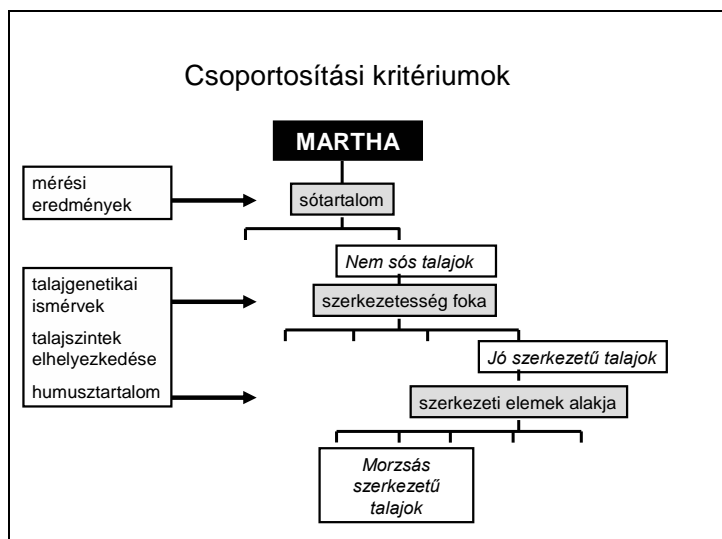 Csoportosítási kritériumok
MARTHA
mérési
eredmények
sótartalom
Nem sós talajok
talajgenetikai
ismérvek
talajszintek
elhelyezkedése
humusztartalom
szerkezetesség foka
Jó szerkezetű talajok
szerkezeti elemek alakja
Morzsás
szerkezetű
talajok